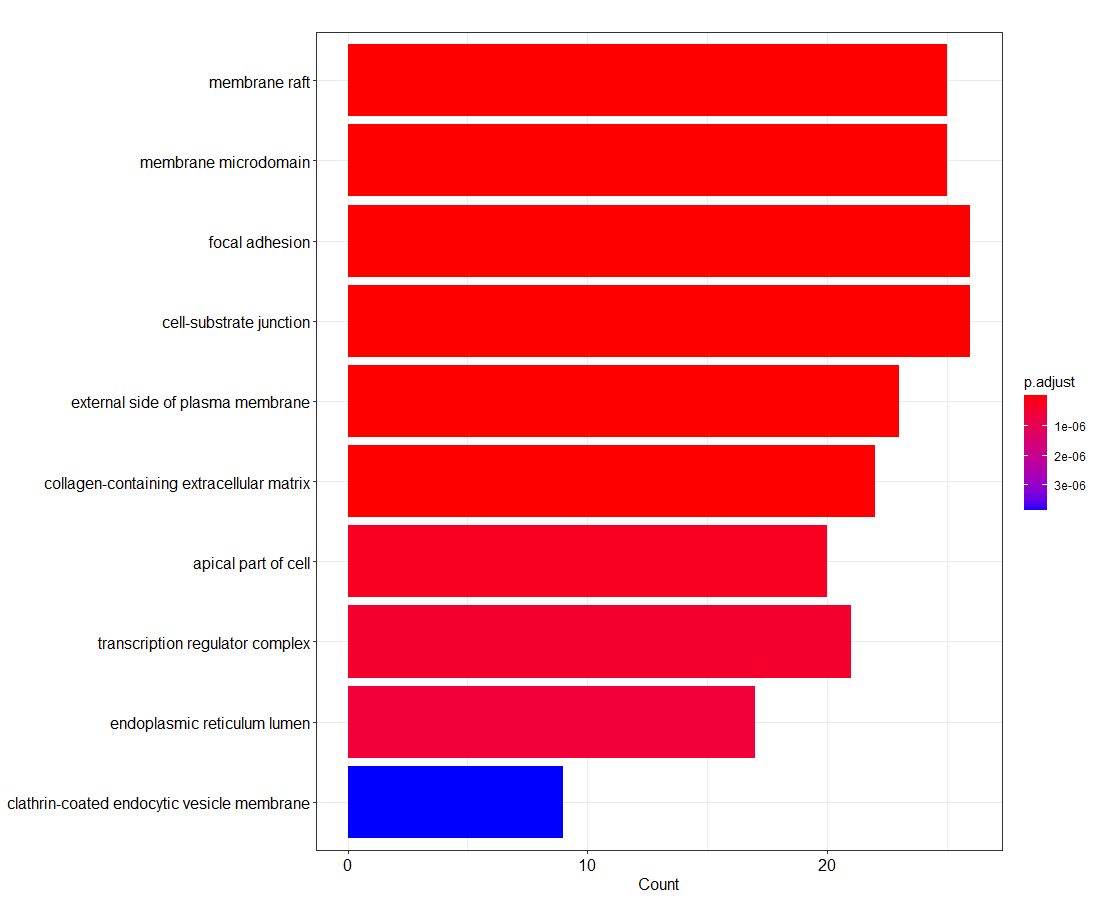 membrane raft
membrane microdomain
focal adhesion
cell-substrate junction
external side of plasma membrane
collagen-containing extracellular matrix
apical part of cell
transcription regulator complex
endoplasmic reticulum lumen
clathrin-coated endocytic vesicle membrane
0 10 20
Count
p.adjust
1e-06
2e-06
3e-06